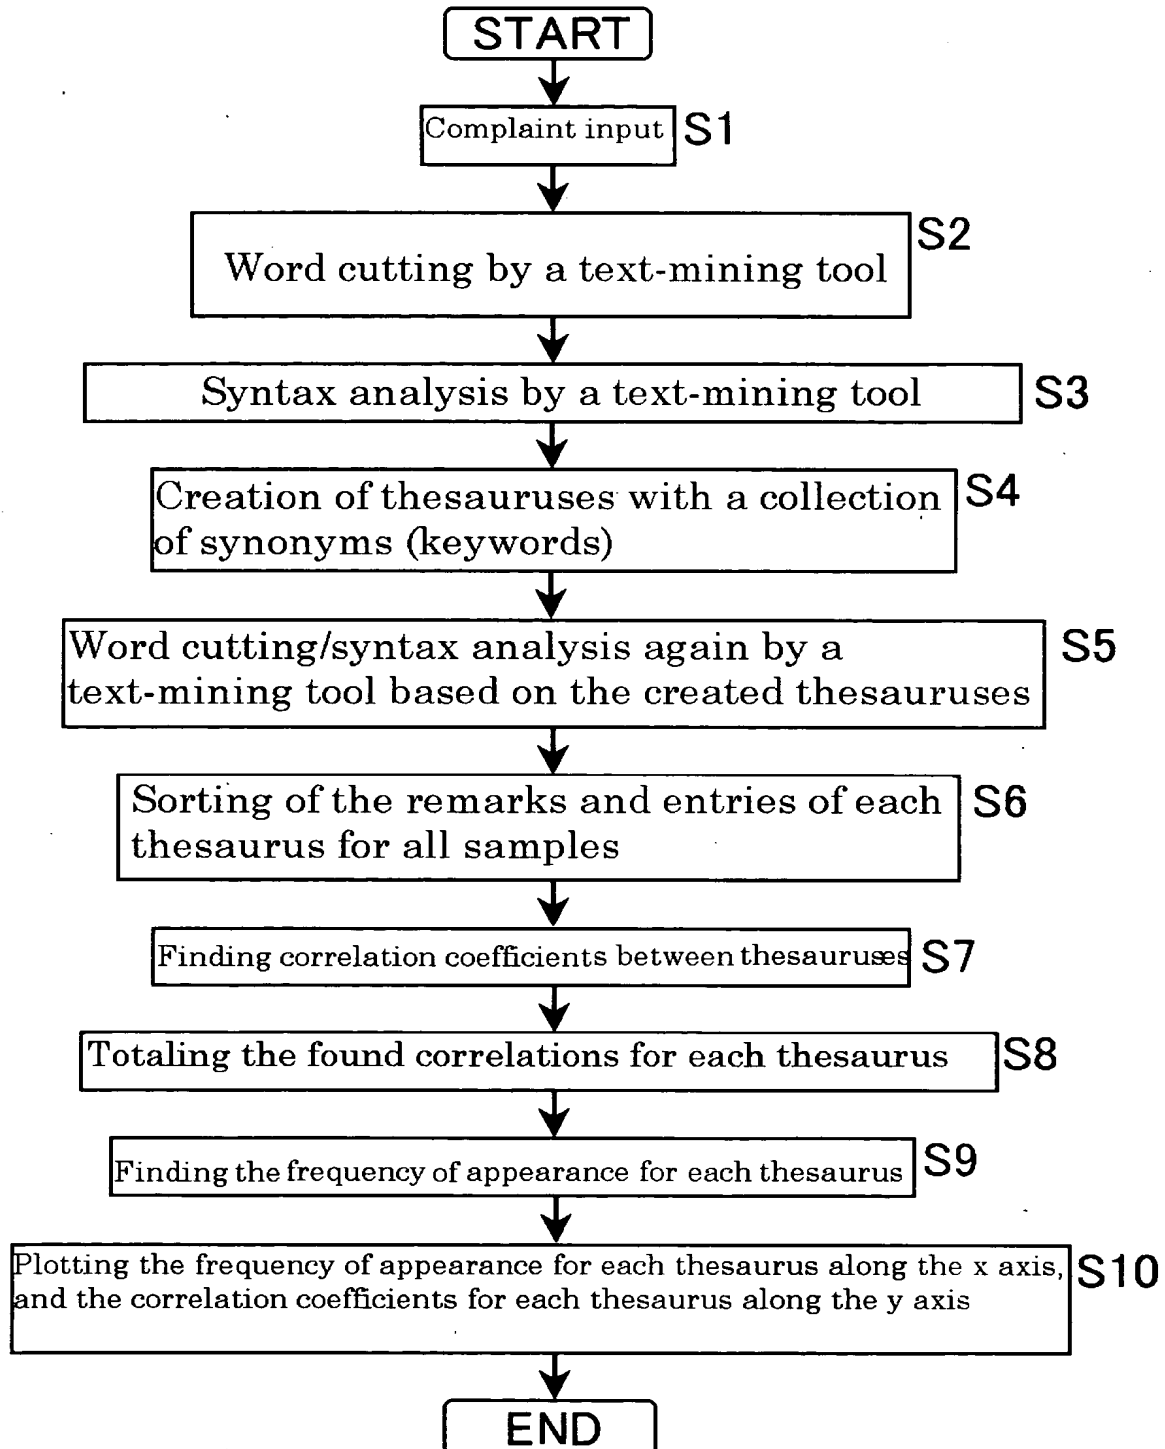 START
Complaint input
S1
Word cutting by a text-mining tool
S2
Syntax analysis by a text-mining tool
S3
Creation of thesauruses with a collection
of synonyms (keywords)
S4
Word cutting/syntax analysis again by a
text-mining tool based on the created thesauruses
S5
Sorting of the remarks and entries of each
thesaurus for all samples
S6
Finding correlation coefficients between thesauruses
S7
Totaling the found correlations for each thesaurus
S8
Finding the frequency of appearance for each thesaurus
S9
Plotting the frequency of appearance for each thesaurus along the x axis,
and the correlation coefficients for each thesaurus along the y axis
S10
END